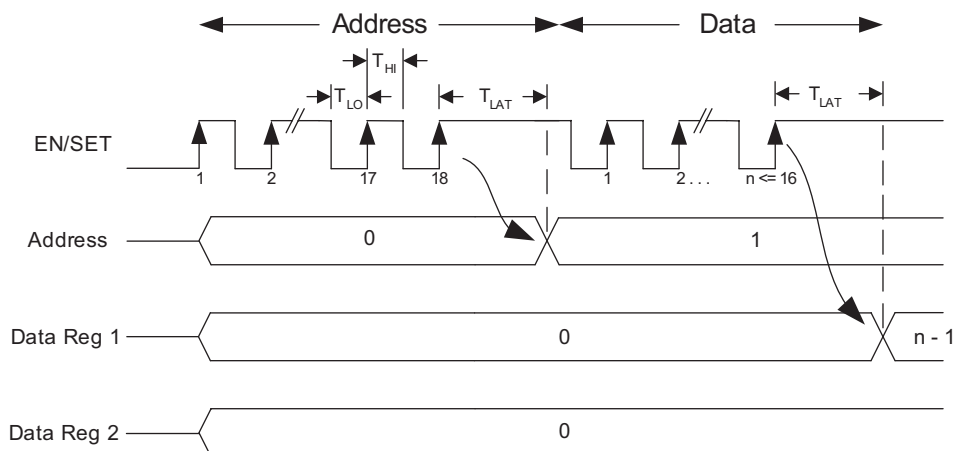 Address Data
T_HI
T_LO T_LAT T_LAT
EN/SET
1 2 17 18 1 2 . . . n <= 16
Address 0 1
Data Reg 1 0 n - 1
Data Reg 2 0